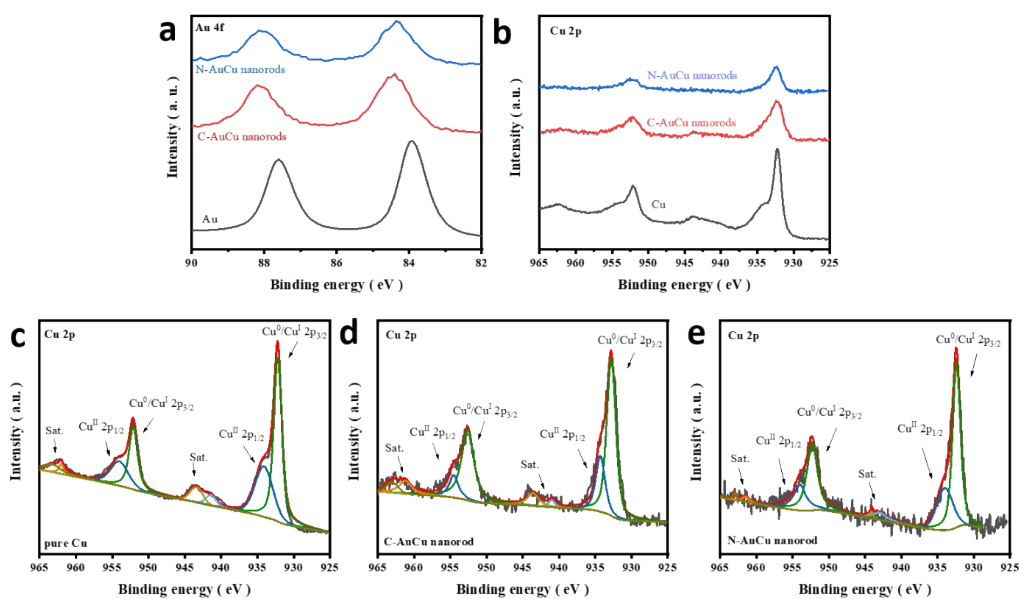 a
Au 4f
N-AuCu nanorods
C-AuCu nanorods
Au
Intensity ( a. u. )
90 88 86 84 82
Binding energy ( eV )
b
Cu 2p
N-AuCu nanorods
C-AuCu nanorods
Cu
Intensity ( a. u. )
965 960 955 950 945 940 935 930 925
Binding energy ( eV )
c
Cu 2p
Cu⁰/Cuᴵ 2p₃/₂
Cu⁰/Cuᴵ 2p₃/₂
Cuᴵᴵ 2p₁/₂
Cuᴵᴵ 2p₁/₂
Sat.
Sat.
pure Cu
Intensity ( a.u. )
965 960 955 950 945 940 935 930 925
Binding energy ( eV )
d
Cu 2p
Cu⁰/Cuᴵ 2p₃/₂
Cu⁰/Cuᴵ 2p₃/₂
Cuᴵᴵ 2p₁/₂
Cuᴵᴵ 2p₁/₂
Sat.
Sat.
C-AuCu nanorod
Intensity ( a.u. )
965 960 955 950 945 940 935 930 925
Binding energy ( eV )
e
Cu 2p
Cu⁰/Cuᴵ 2p₃/₂
Cu⁰/Cuᴵ 2p₃/₂
Cuᴵᴵ 2p₁/₂
Cuᴵᴵ 2p₁/₂
Sat.
Sat.
N-AuCu nanorod
Intensity ( a.u. )
965 960 955 950 945 940 935 930 925
Binding energy ( eV )